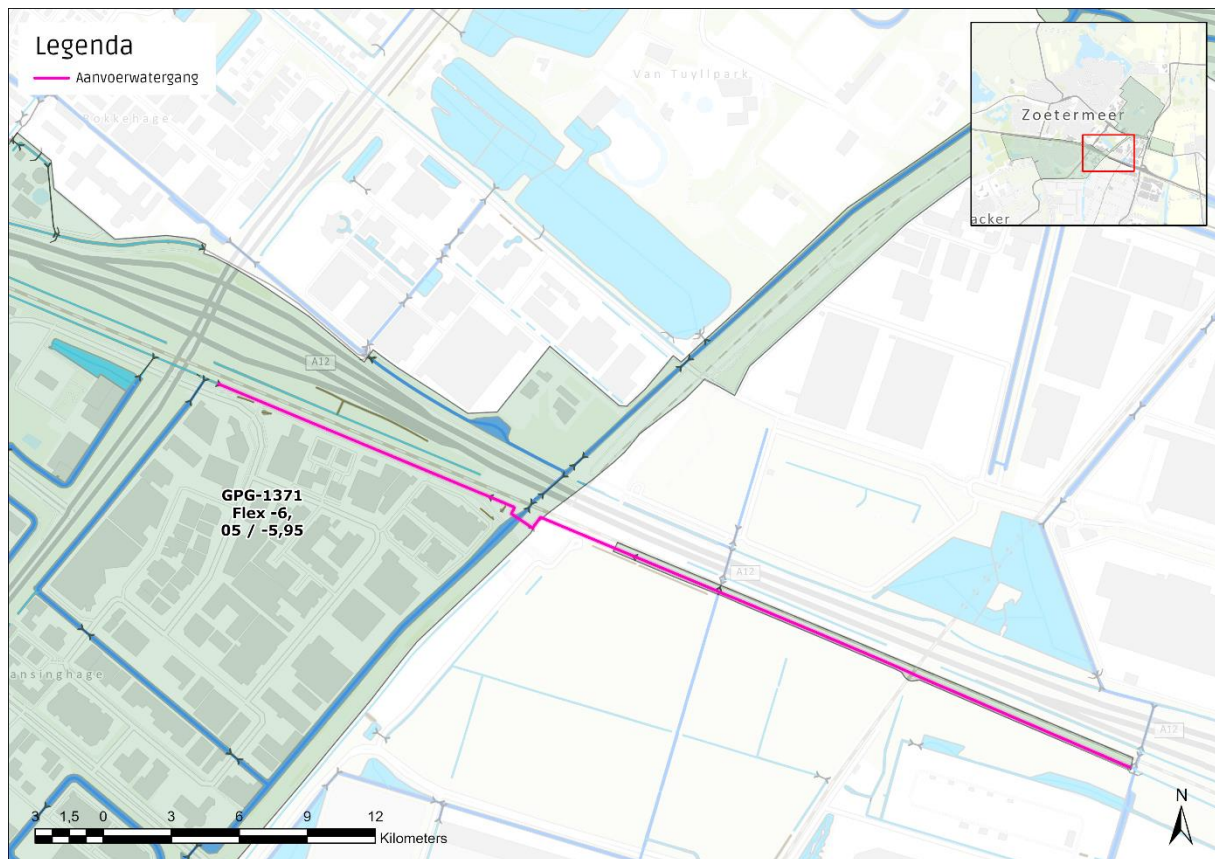 Legenda
Aanvoerwatergang
Rokkehage
Van Tuyllpark
Zoetermeer
acker
A12
GPG-1371
Flex -6,
05 / -5,95
A12
ansinghage
A12
3 1,5 0 3 6 9 12
Kilometers
N